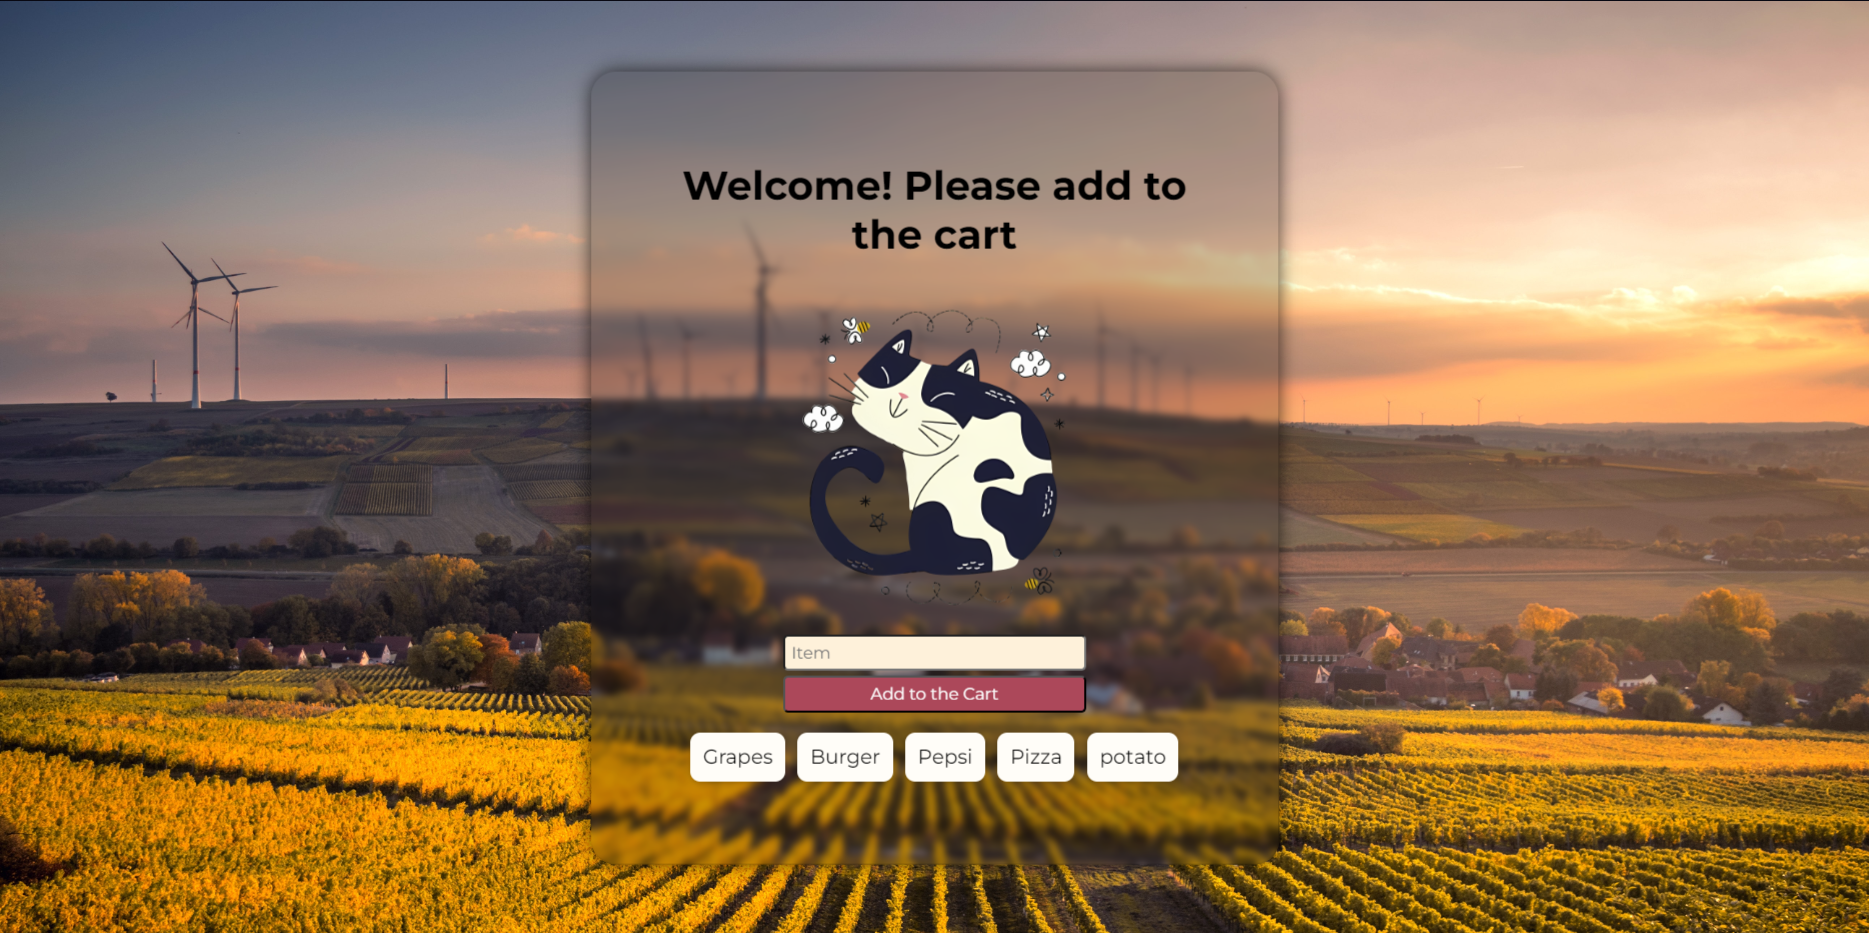 Welcome! Please add to
the cart
Item
Add to the Cart
Grapes Burger Pepsi Pizza potato